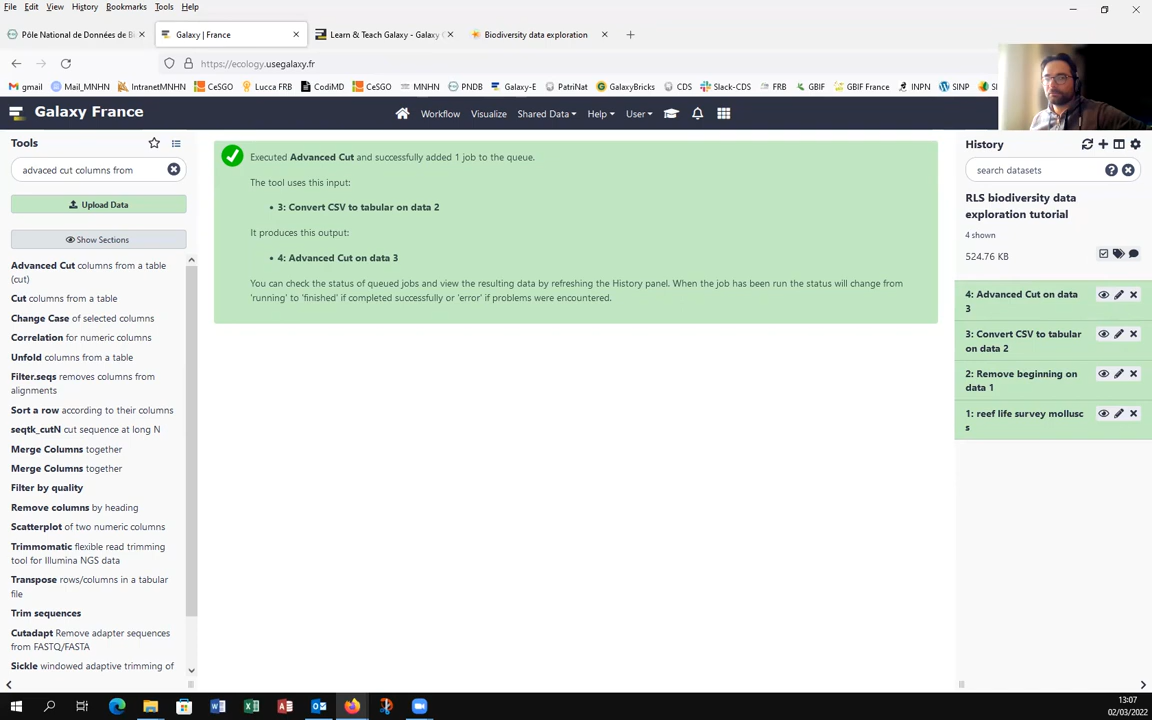 File Edit View History Bookmarks Tools Help
Pôle National de Données de Bi
Galaxy | France
Learn & Teach Galaxy - Galaxy C
Biodiversity data exploration
https://ecology.usegalaxy.fr
gmail Mail_MNHN IntranetMNHN CeSGO Lucca FRB CodiMD CeSGO MNHN PNDB Galaxy-E PatriNat GalaxyBricks CDS Slack-CDS FRB GBIF GBIF France INPN SINP
Galaxy France
Workflow Visualize Shared Data Help User
Tools
advaced cut columns from
Upload Data
Show Sections
Advanced Cut columns from a table
(cut)
Cut columns from a table
Change Case of selected columns
Correlation for numeric columns
Unfold columns from a table
Filter.seqs removes columns from
alignments
Sort a row according to their columns
seqtk_cutN cut sequence at long N
Merge Columns together
Merge Columns together
Filter by quality
Remove columns by heading
Scatterplot of two numeric columns
Trimmomatic flexible read trimming
tool for Illumina NGS data
Transpose rows/columns in a tabular
file
Trim sequences
Cutadapt Remove adapter sequences
from FASTQ/FASTA
Sickle windowed adaptive trimming of
Executed Advanced Cut and successfully added 1 job to the queue.
The tool uses this input:
• 3: Convert CSV to tabular on data 2
It produces this output:
• 4: Advanced Cut on data 3
You can check the status of queued jobs and view the resulting data by refreshing the History panel. When the job has been run the status will change from
'running' to 'finished' if completed successfully or 'error' if problems were encountered.
History
search datasets
RLS biodiversity data
exploration tutorial
4 shown
524.76 KB
4: Advanced Cut on data
3
3: Convert CSV to tabular
on data 2
2: Remove beginning on
data 1
1: reef life survey mollusc
s
13:07
02/03/2022